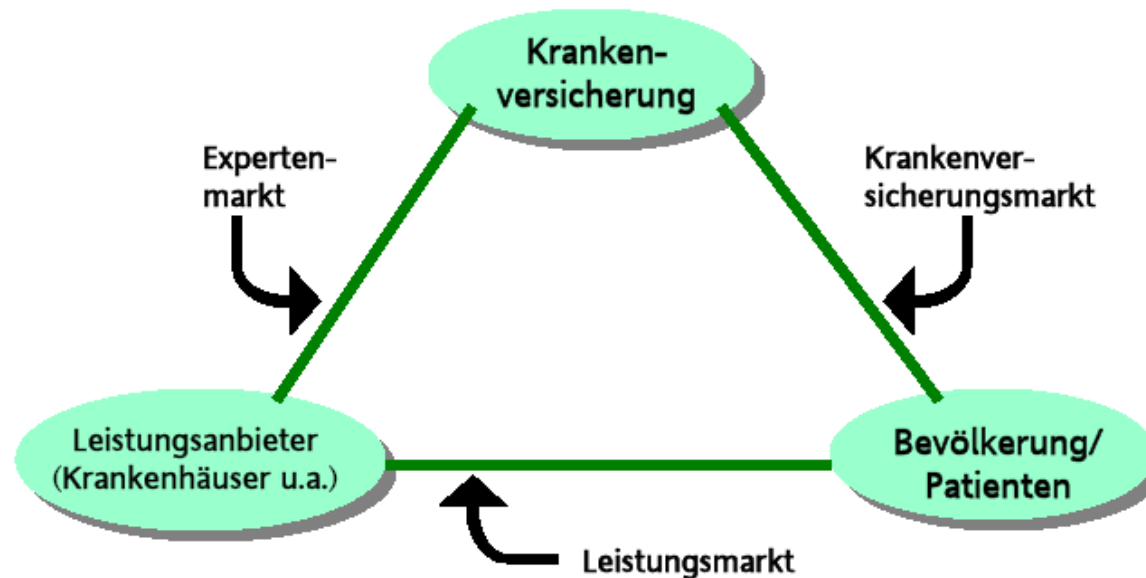 Kranken-
versicherung
Experten-
markt
Krankenver-
sicherungsmarkt
Leistungsanbieter
(Krankenhäuser u.a.)
Bevölkerung/
Patienten
Leistungsmarkt